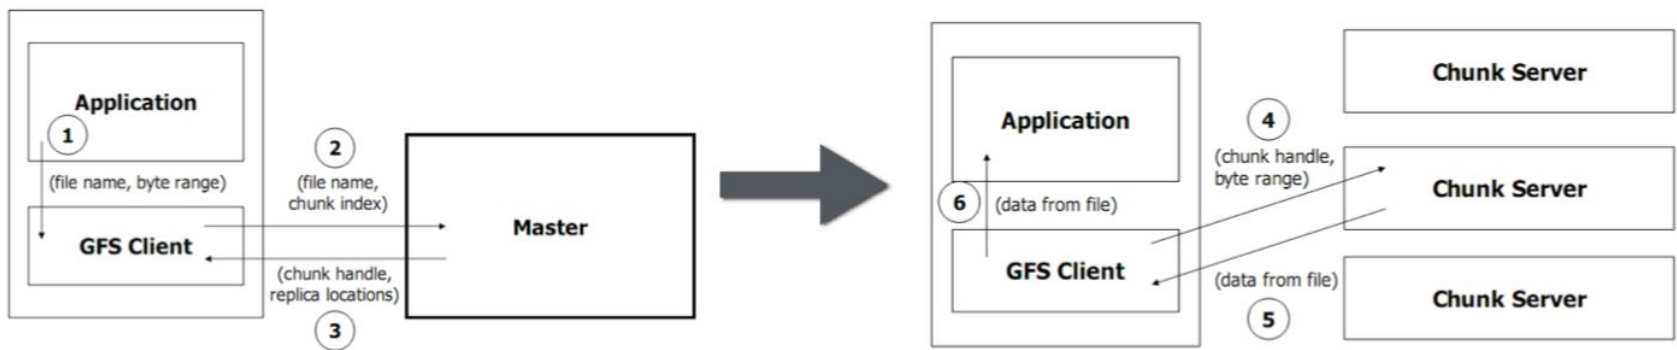 Application
1
(file name, byte range)
GFS Client
2
(file name,
chunk index)
(chunk handle,
replica locations)
3
Master
Application
6
(data from file)
GFS Client
4
(chunk handle,
byte range)
(data from file)
5
Chunk Server
Chunk Server
Chunk Server